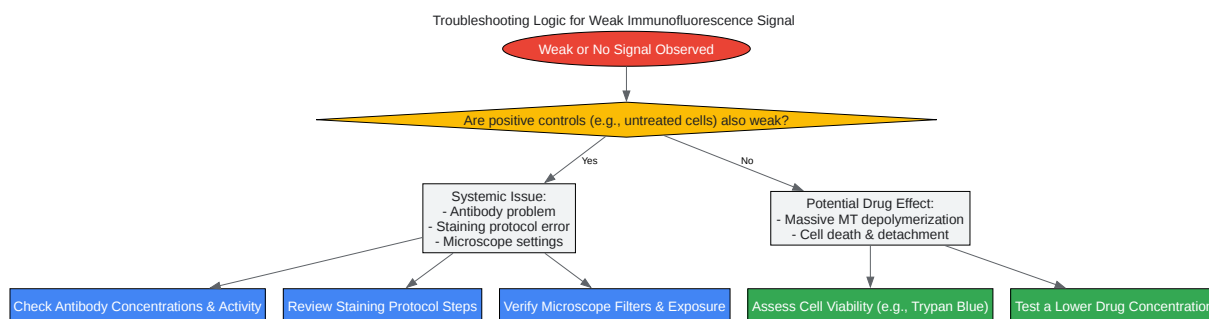 Troubleshooting Logic for Weak Immunofluorescence Signal
Weak or No Signal Observed
Are positive controls (e.g., untreated cells) also weak?
Yes
No
Systemic Issue:
- Antibody problem
- Staining protocol error
- Microscope settings
Potential Drug Effect:
- Massive MT depolymerization
- Cell death & detachment
Check Antibody Concentrations & Activity
Review Staining Protocol Steps
Verify Microscope Filters & Exposure
Assess Cell Viability (e.g., Trypan Blue)
Test a Lower Drug Concentration